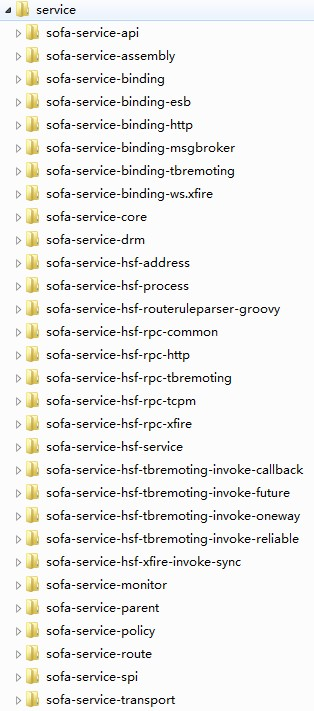 service
sofa-service-api
sofa-service-assembly
sofa-service-binding
sofa-service-binding-esb
sofa-service-binding-http
sofa-service-binding-msgbroker
sofa-service-binding-tbremoting
sofa-service-binding-ws.xfire
sofa-service-core
sofa-service-drm
sofa-service-hsf-address
sofa-service-hsf-process
sofa-service-hsf-routeruleparser-groovy
sofa-service-hsf-rpc-common
sofa-service-hsf-rpc-http
sofa-service-hsf-rpc-tbremoting
sofa-service-hsf-rpc-tcpm
sofa-service-hsf-rpc-xfire
sofa-service-hsf-service
sofa-service-hsf-tbremoting-invoke-callback
sofa-service-hsf-tbremoting-invoke-future
sofa-service-hsf-tbremoting-invoke-oneway
sofa-service-hsf-tbremoting-invoke-reliable
sofa-service-hsf-xfire-invoke-sync
sofa-service-monitor
sofa-service-parent
sofa-service-policy
sofa-service-route
sofa-service-spi
sofa-service-transport